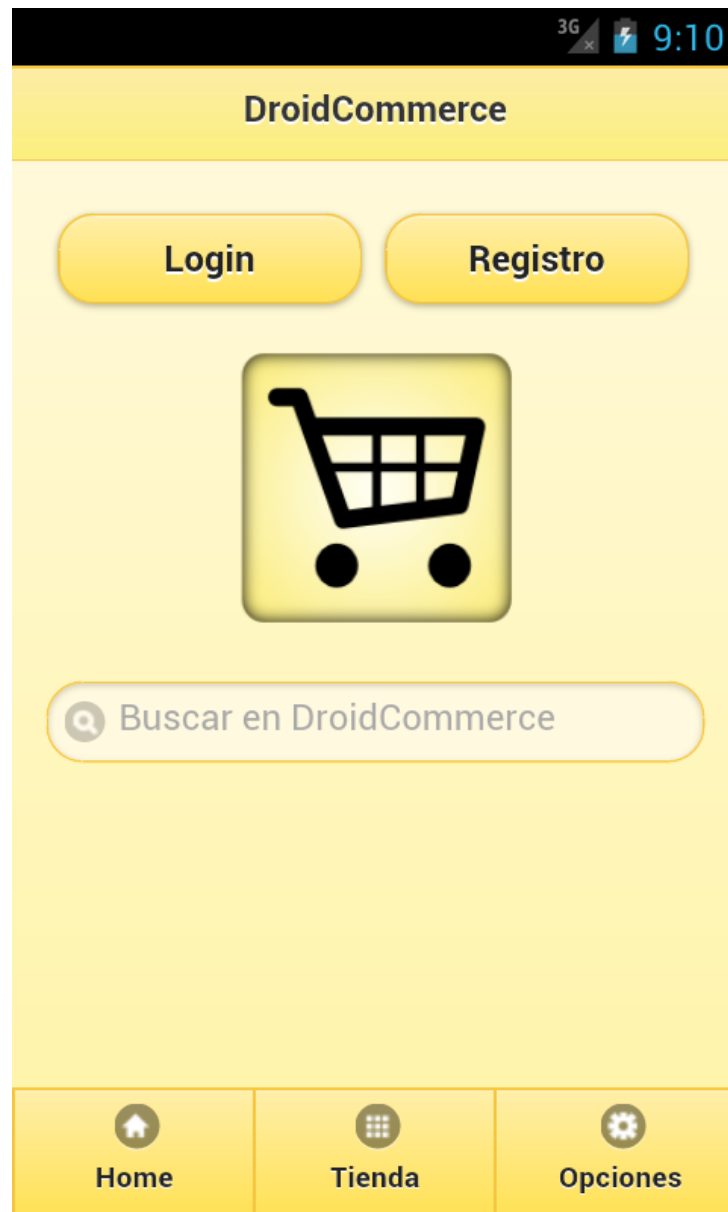 3G 9:10
DroidCommerce
Login Registro
Buscar en DroidCommerce
Home Tienda Opciones